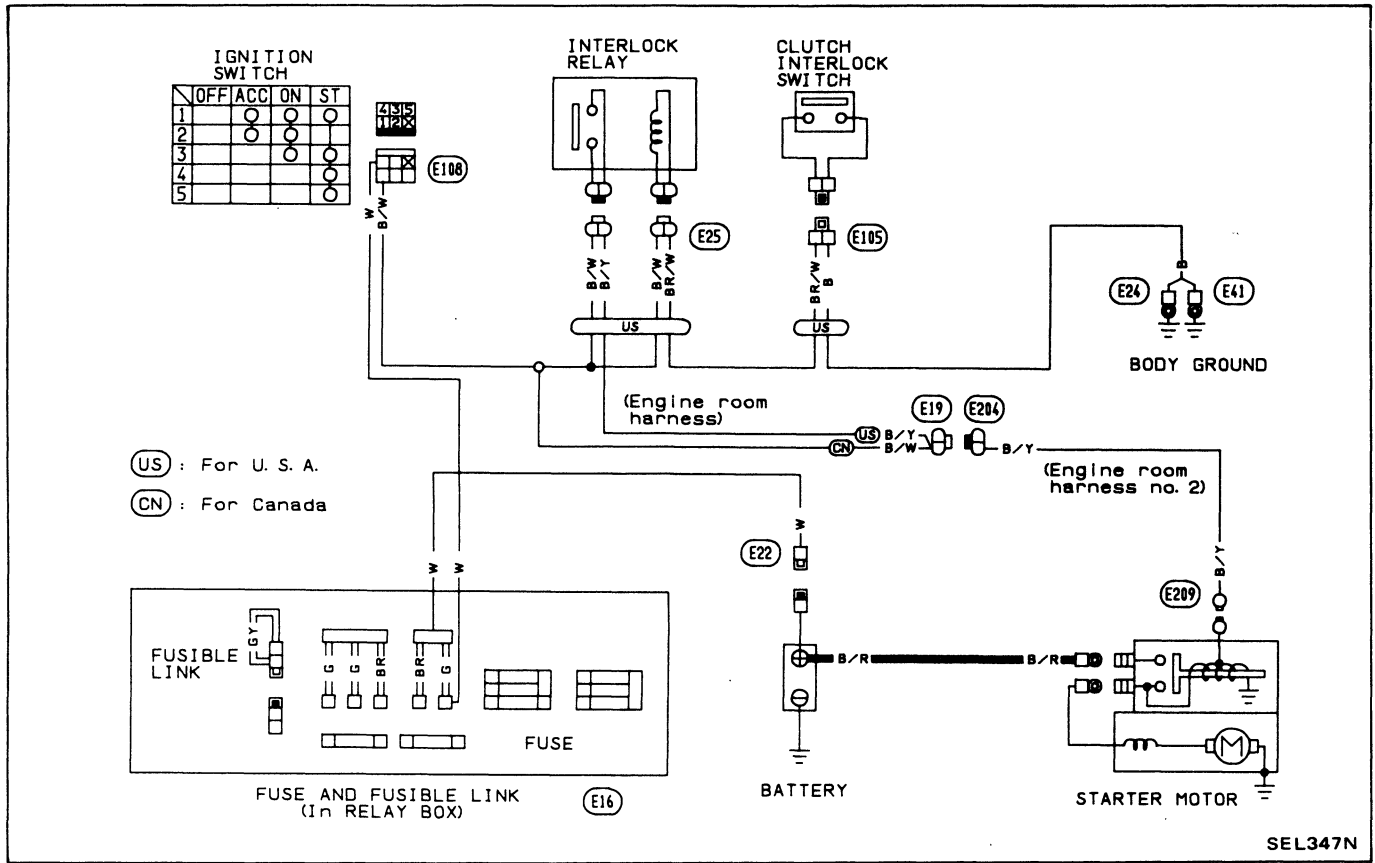 IGNITION
SWITCH
OFF ACC ON ST
1
2
3
4
5
4 3 5
1 2
E108
W
B/W
INTERLOCK
RELAY
E25
B/W
B/Y
B/W
BR/W
US
CLUTCH
INTERLOCK
SWITCH
E105
BR/W
B
US
B
E24
E41
BODY GROUND
(Engine room
harness)
E19
E204
US B/Y
CN B/W
B/Y
(Engine room
harness no. 2)
US : For U. S. A.
CN : For Canada
W
W
W
E22
B/Y
E209
FUSIBLE
LINK
GY
G
G
BR
BR
G
FUSE
FUSE AND FUSIBLE LINK
(In RELAY BOX)
E16
B/R
B/R
BATTERY
M
STARTER MOTOR
SEL347N